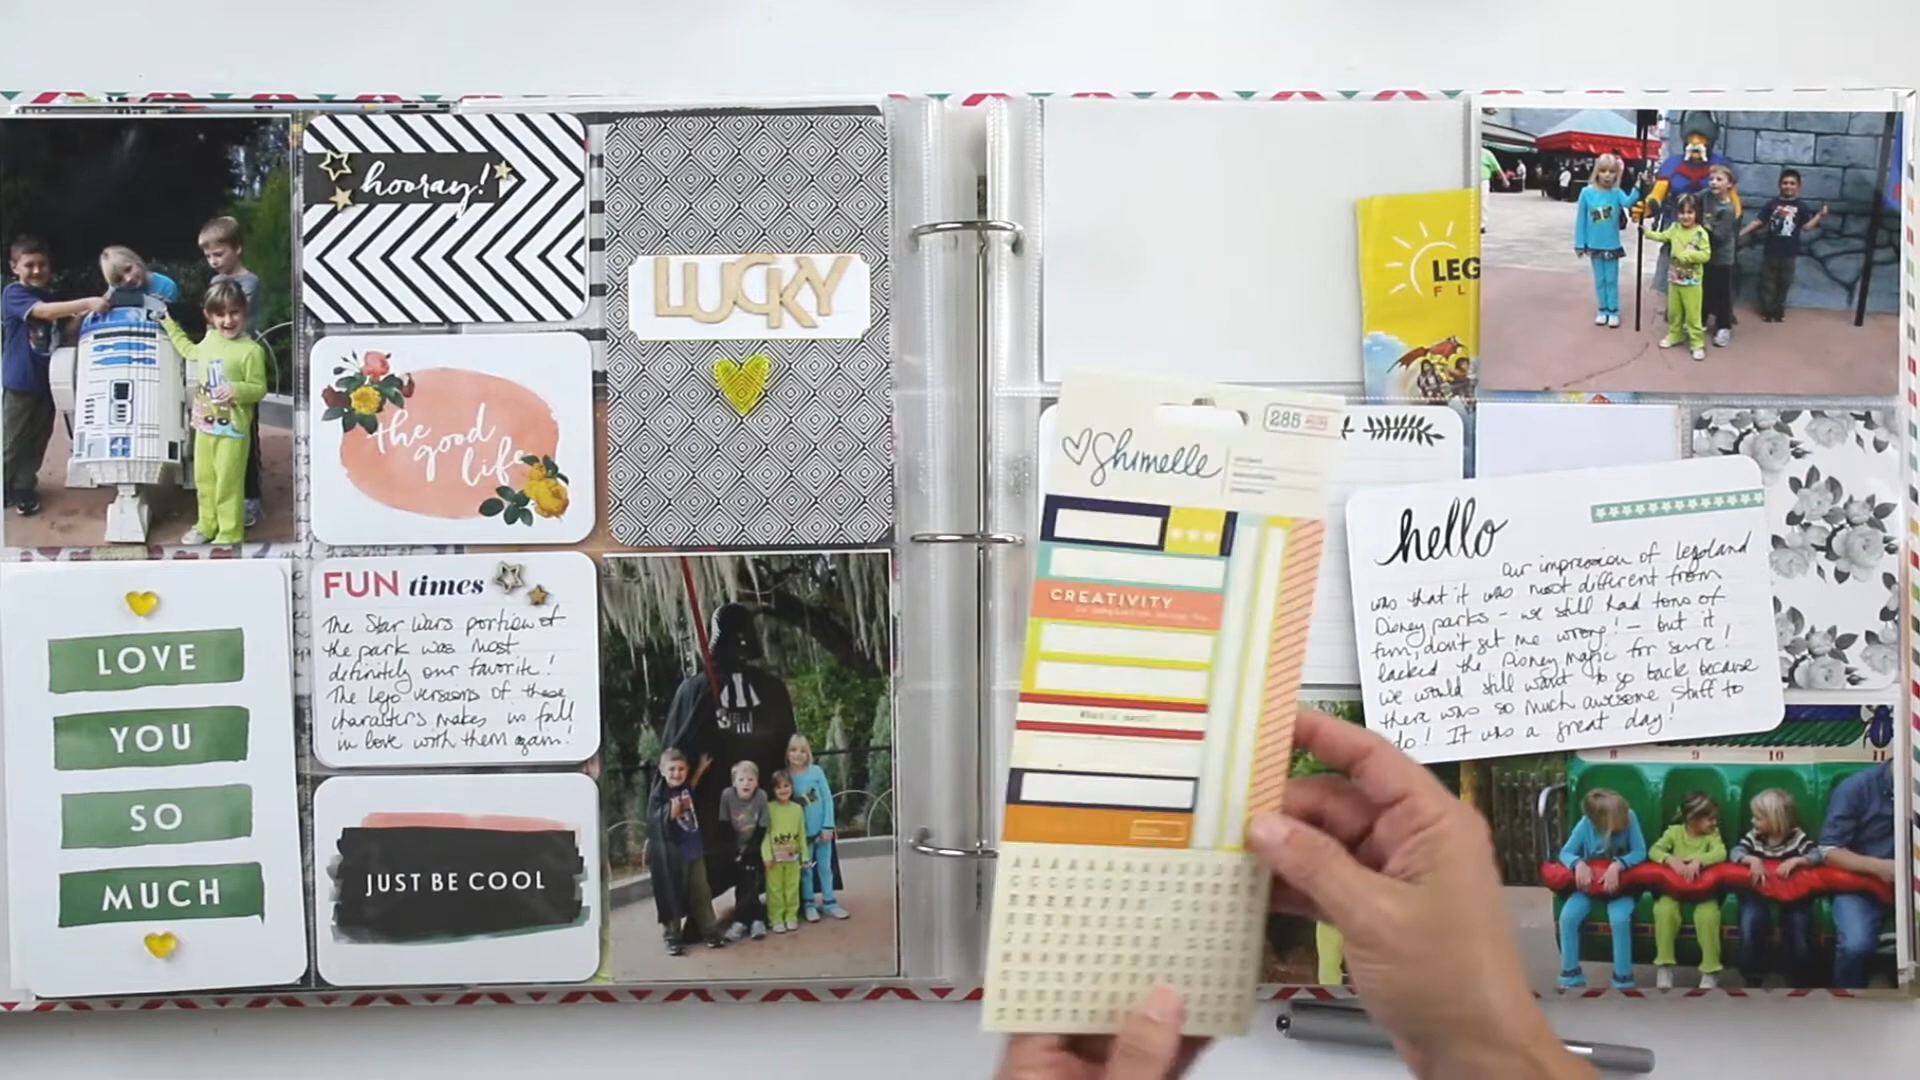 hooray!
LUCKY
the
good
life
FUN times
The Star Wars portion of
the park was most
definitely our favorite!
The Lego versions of these
characters makes us fall
in love with them again!
LOVE
YOU
SO
MUCH
JUST BE COOL
LEG
FL
285
Shimelle
CREATIVITY
hello
our impression of Legoland
was that it was most different from
Disney parks - we still had tons of
fun, don't get me wrong! - but it
lacked the Disney magic for sure!
we would still want to go back because
there was so much awesome stuff to
do! It was a great day!
8 9 10 11